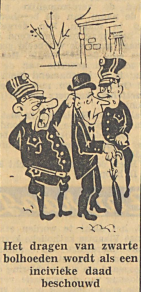 Het dragen van zwarte
bolhoeden wordt als een
incivieke daad
beschouwd